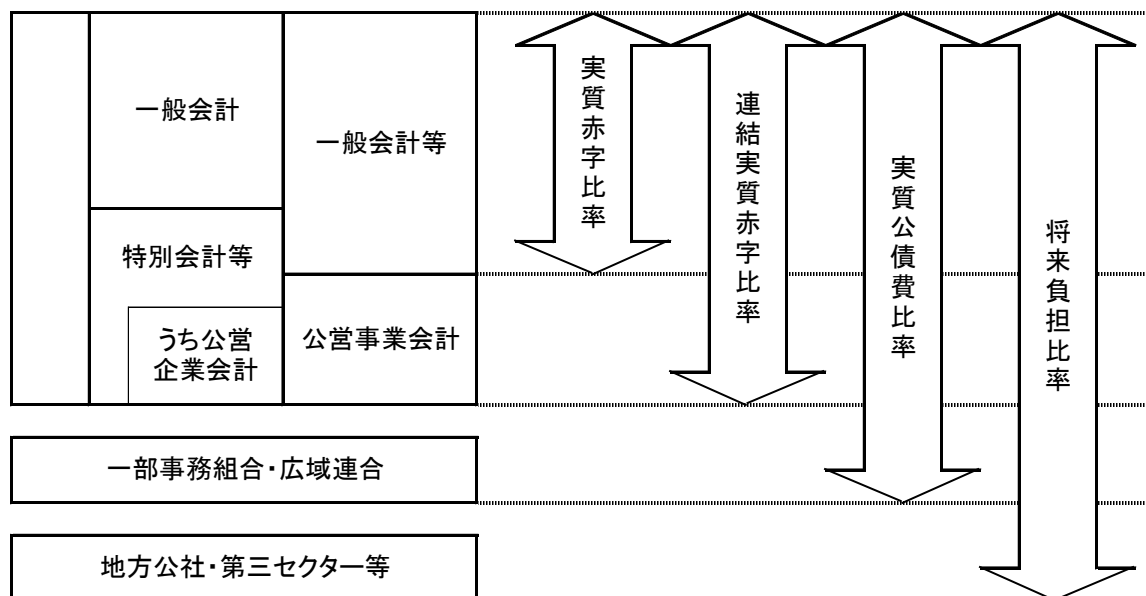 一般会計
一般会計等
特別会計等
うち公営
企業会計
公営事業会計
一部事務組合・広域連合
地方公社・第三セクター等
実質赤字比率
連結実質赤字比率
実質公債費比率
将来負担比率